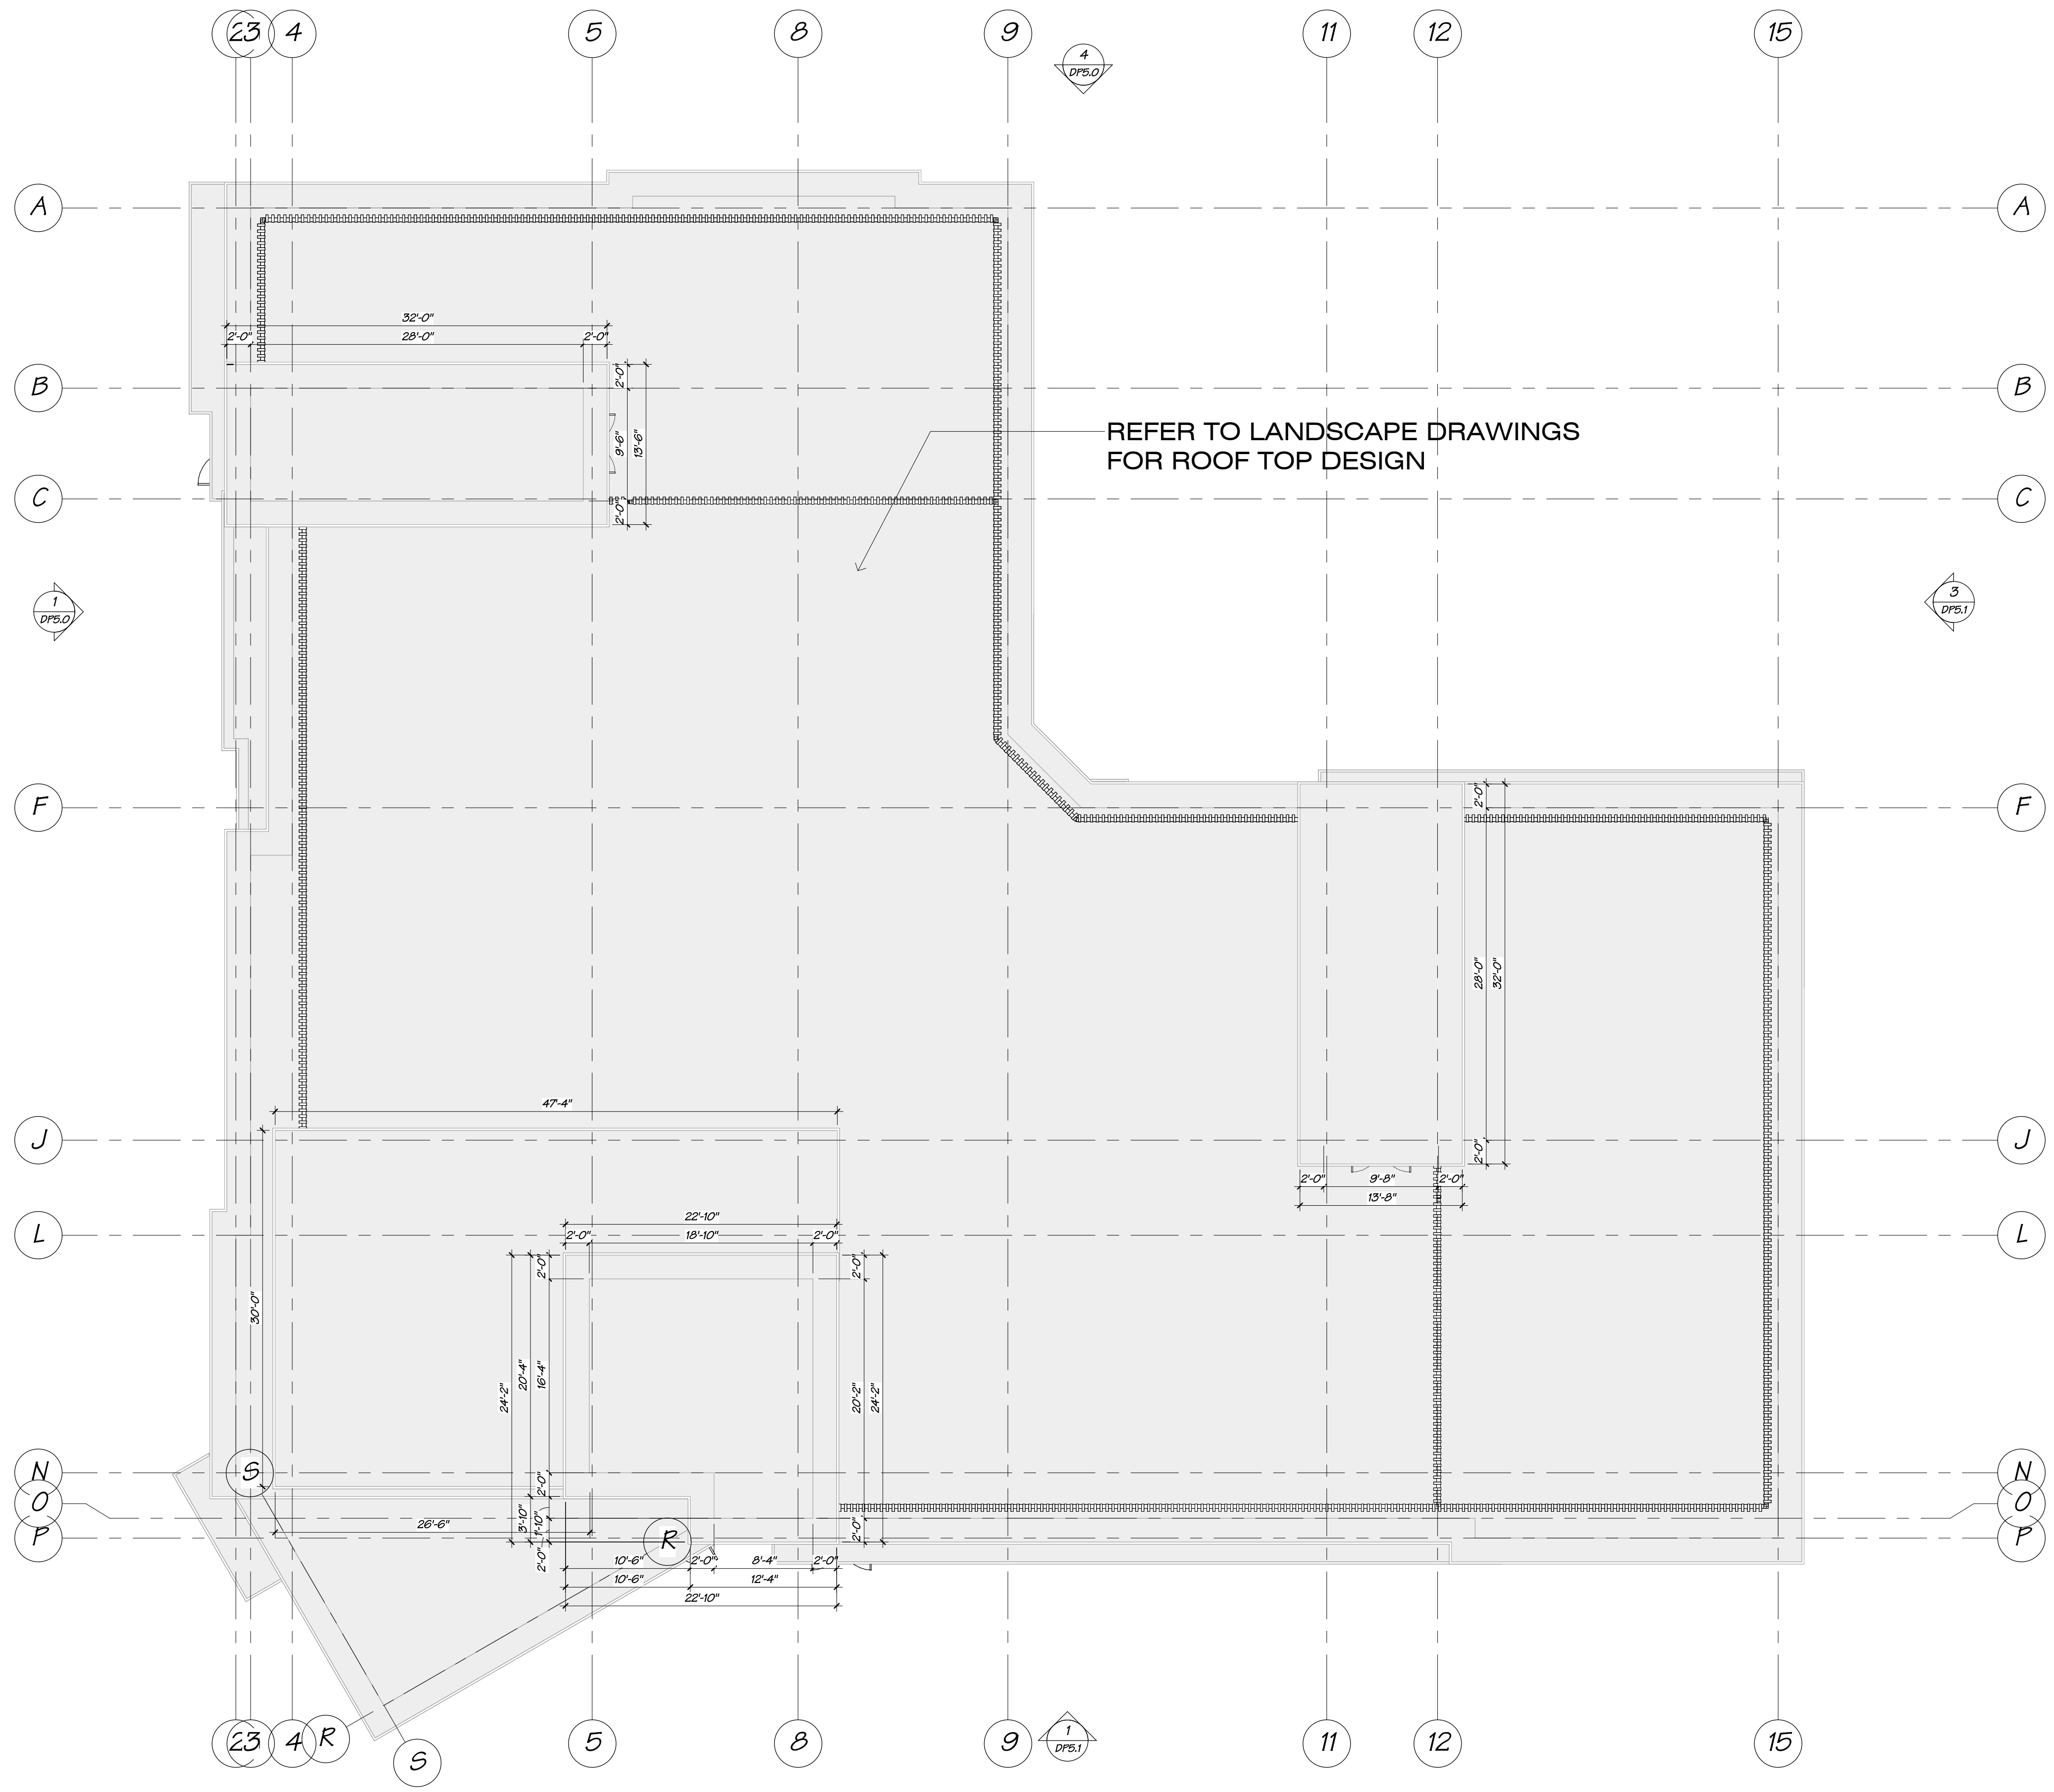 2 3 4 5 8 9 11 12 15
4
DP5.0
A A
32'-0"
2'-0" 28'-0" 2'-0"
2'-0"
B B
9'-6" 13'-6"
REFER TO LANDSCAPE DRAWINGS
FOR ROOF TOP DESIGN
C C
2'-0"
1
DP5.0
3
DP5.1
2'-0"
F F
28'-0" 32'-0"
47'-4"
J J
2'-0"
2'-0" 9'-8" 2'-0"
13'-8"
22'-10"
L L
2'-0" 18'-10" 2'-0"
2'-0" 2'-0"
30'-0"
24'-2" 20'-4" 16'-4" 20'-2" 24'-2"
N S N
2'-0"
O O
3'-10" 1'-10"
26'-6"
2'-0"
P R P
2'-0"
10'-6" 2'-0" 8'-4" 2'-0"
10'-6" 12'-4"
22'-10"
2 3 4 R 5 8 9 11 12 15
S
1
DP5.1